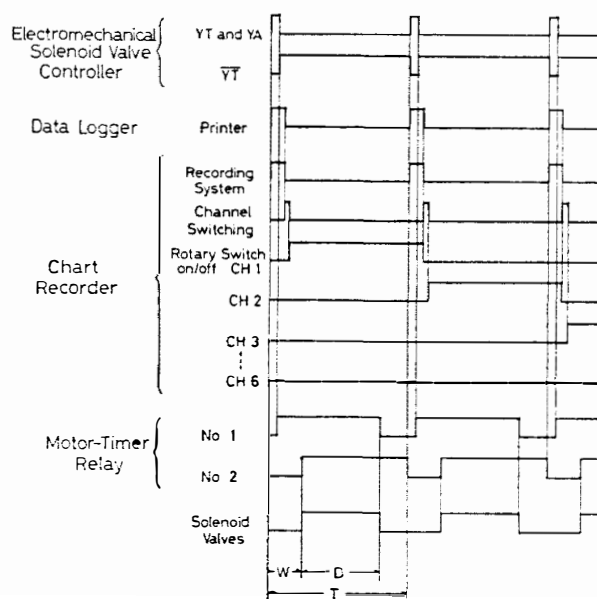 Electromechanical
Solenoid Valve
Controller
YT and YA
Y̅T̅
Data Logger
Printer
Chart
Recorder
Recording
System
Channel
Switching
Rotary Switch
on/off CH 1
CH 2
CH 3
CH 6
Motor-Timer
Relay
No 1
No 2
Solenoid
Valves
W
D
T